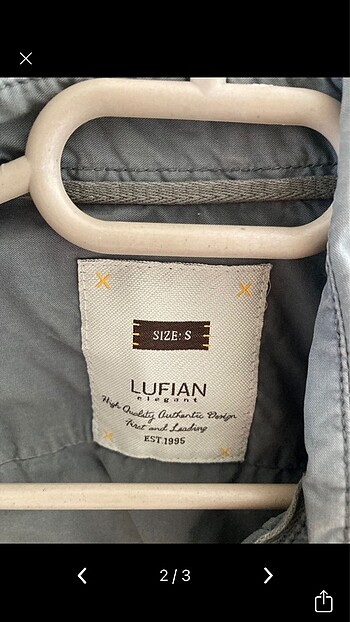 SIZE: S
LUFIAN
elegant
High Quality Authentic Design
First and Leading
EST.1995
2/3